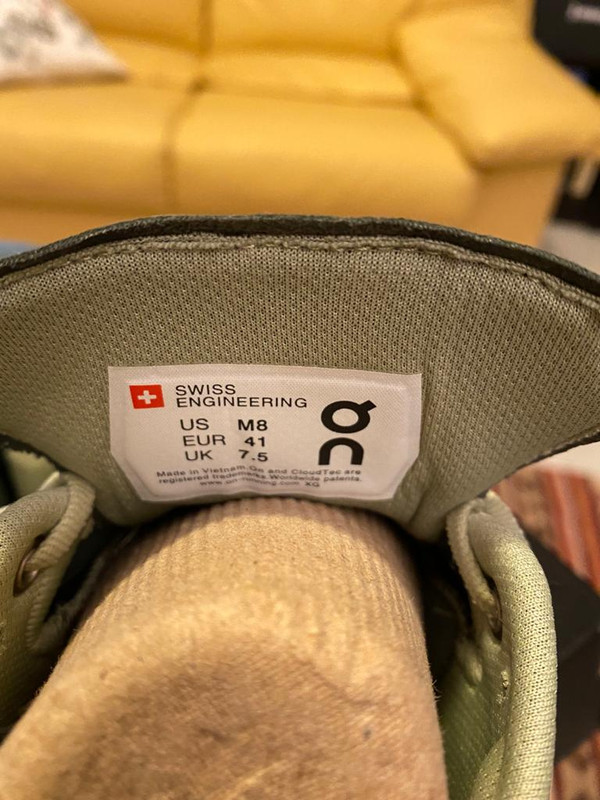 SWISS
ENGINEERING
US M8
EUR 41
UK 7.5
On
Made in Vietnam.On and CloudTec are
registered trademarks.Worldwide patents.
www.on-running.com XG